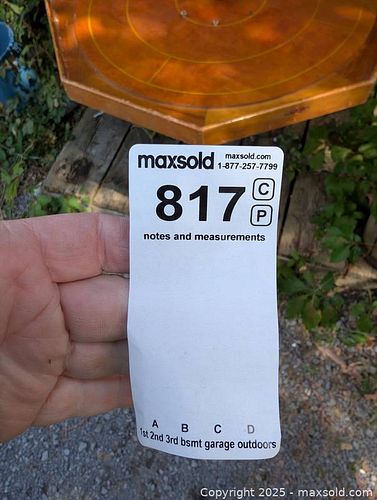 maxsold maxsold.com
1-877-257-7799
817 C
P
notes and measurements
A B C D
1st 2nd 3rd bsmt garage outdoors
Copyright © 2025 - maxsold.com